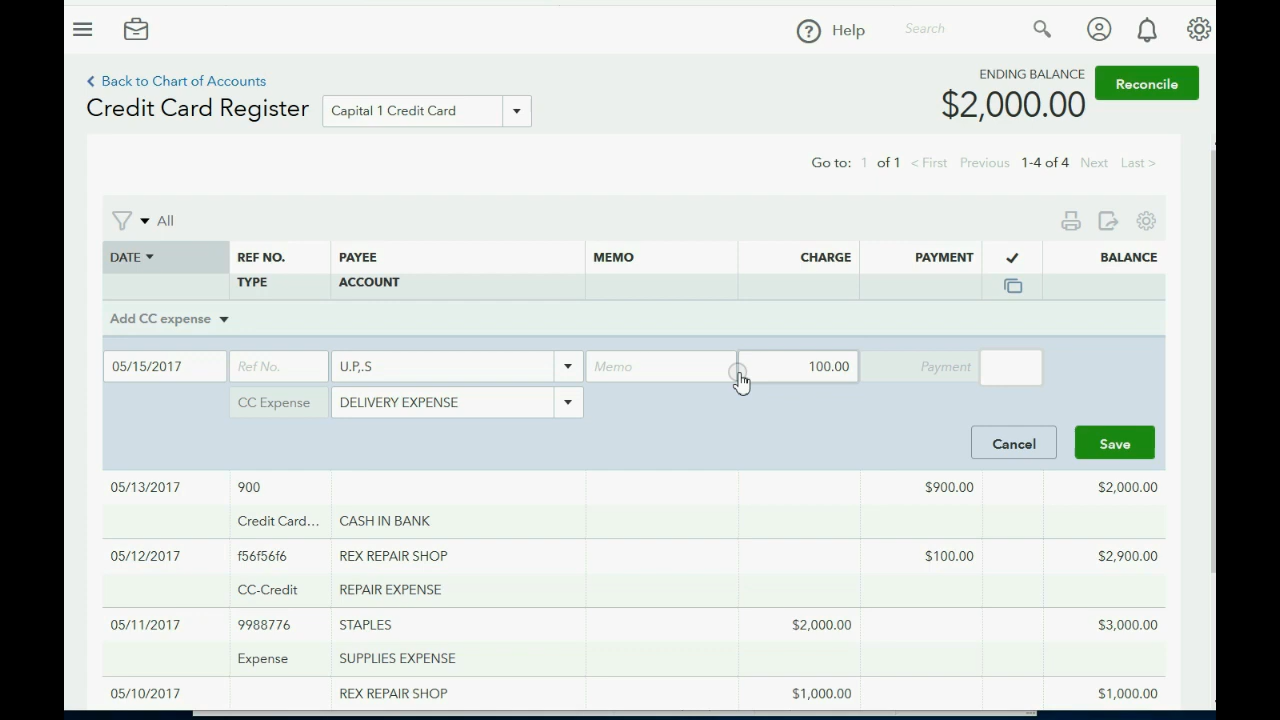 Help Search
Back to Chart of Accounts
Credit Card Register Capital 1 Credit Card
ENDING BALANCE
$2,000.00
Reconcile
Go to: 1 of 1 < First Previous 1-4 of 4 Next Last >
All
DATE REF NO. PAYEE MEMO CHARGE PAYMENT BALANCE
TYPE ACCOUNT
Add CC expense
05/15/2017 Ref No. U.P,.S Memo 100.00 Payment
CC Expense DELIVERY EXPENSE
Cancel Save
05/13/2017 900 $900.00 $2,000.00
Credit Card... CASH IN BANK
05/12/2017 f56f56f6 REX REPAIR SHOP $100.00 $2,900.00
CC-Credit REPAIR EXPENSE
05/11/2017 9988776 STAPLES $2,000.00 $3,000.00
Expense SUPPLIES EXPENSE
05/10/2017 REX REPAIR SHOP $1,000.00 $1,000.00